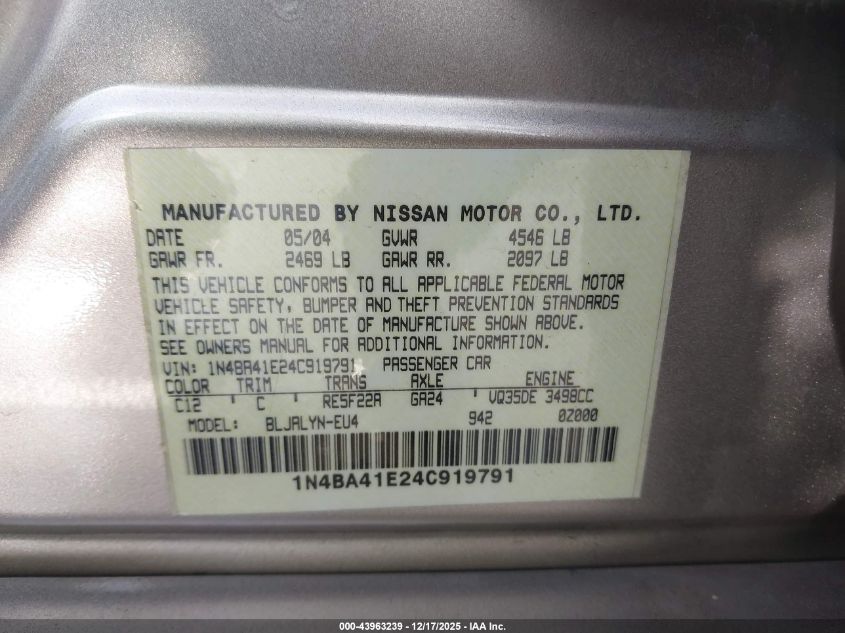 MANUFACTURED BY NISSAN MOTOR CO., LTD.
DATE 05/04 GVWR 4546 LB
GAWR FR. 2469 LB GAWR RR. 2097 LB
THIS VEHICLE CONFORMS TO ALL APPLICABLE FEDERAL MOTOR
VEHICLE SAFETY, BUMPER AND THEFT PREVENTION STANDARDS
IN EFFECT ON THE DATE OF MANUFACTURE SHOWN ABOVE.
SEE OWNERS MANUAL FOR ADDITIONAL INFORMATION.
VIN: 1N4BA41E24C919791 PASSENGER CAR
COLOR TRIM TRANS AXLE ENGINE
C12 C RE5F22A GA24 VQ35DE 3498CC
MODEL: BLJALYN-EU4 942 0Z000
1N4BA41E24C919791
000-43963239 - 12/17/2025 - IAA Inc.